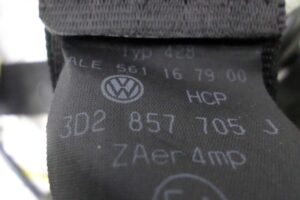 Typ 428
ALE 561 16 79 00
HCP
3D2 857 705 J
ZAer4mp